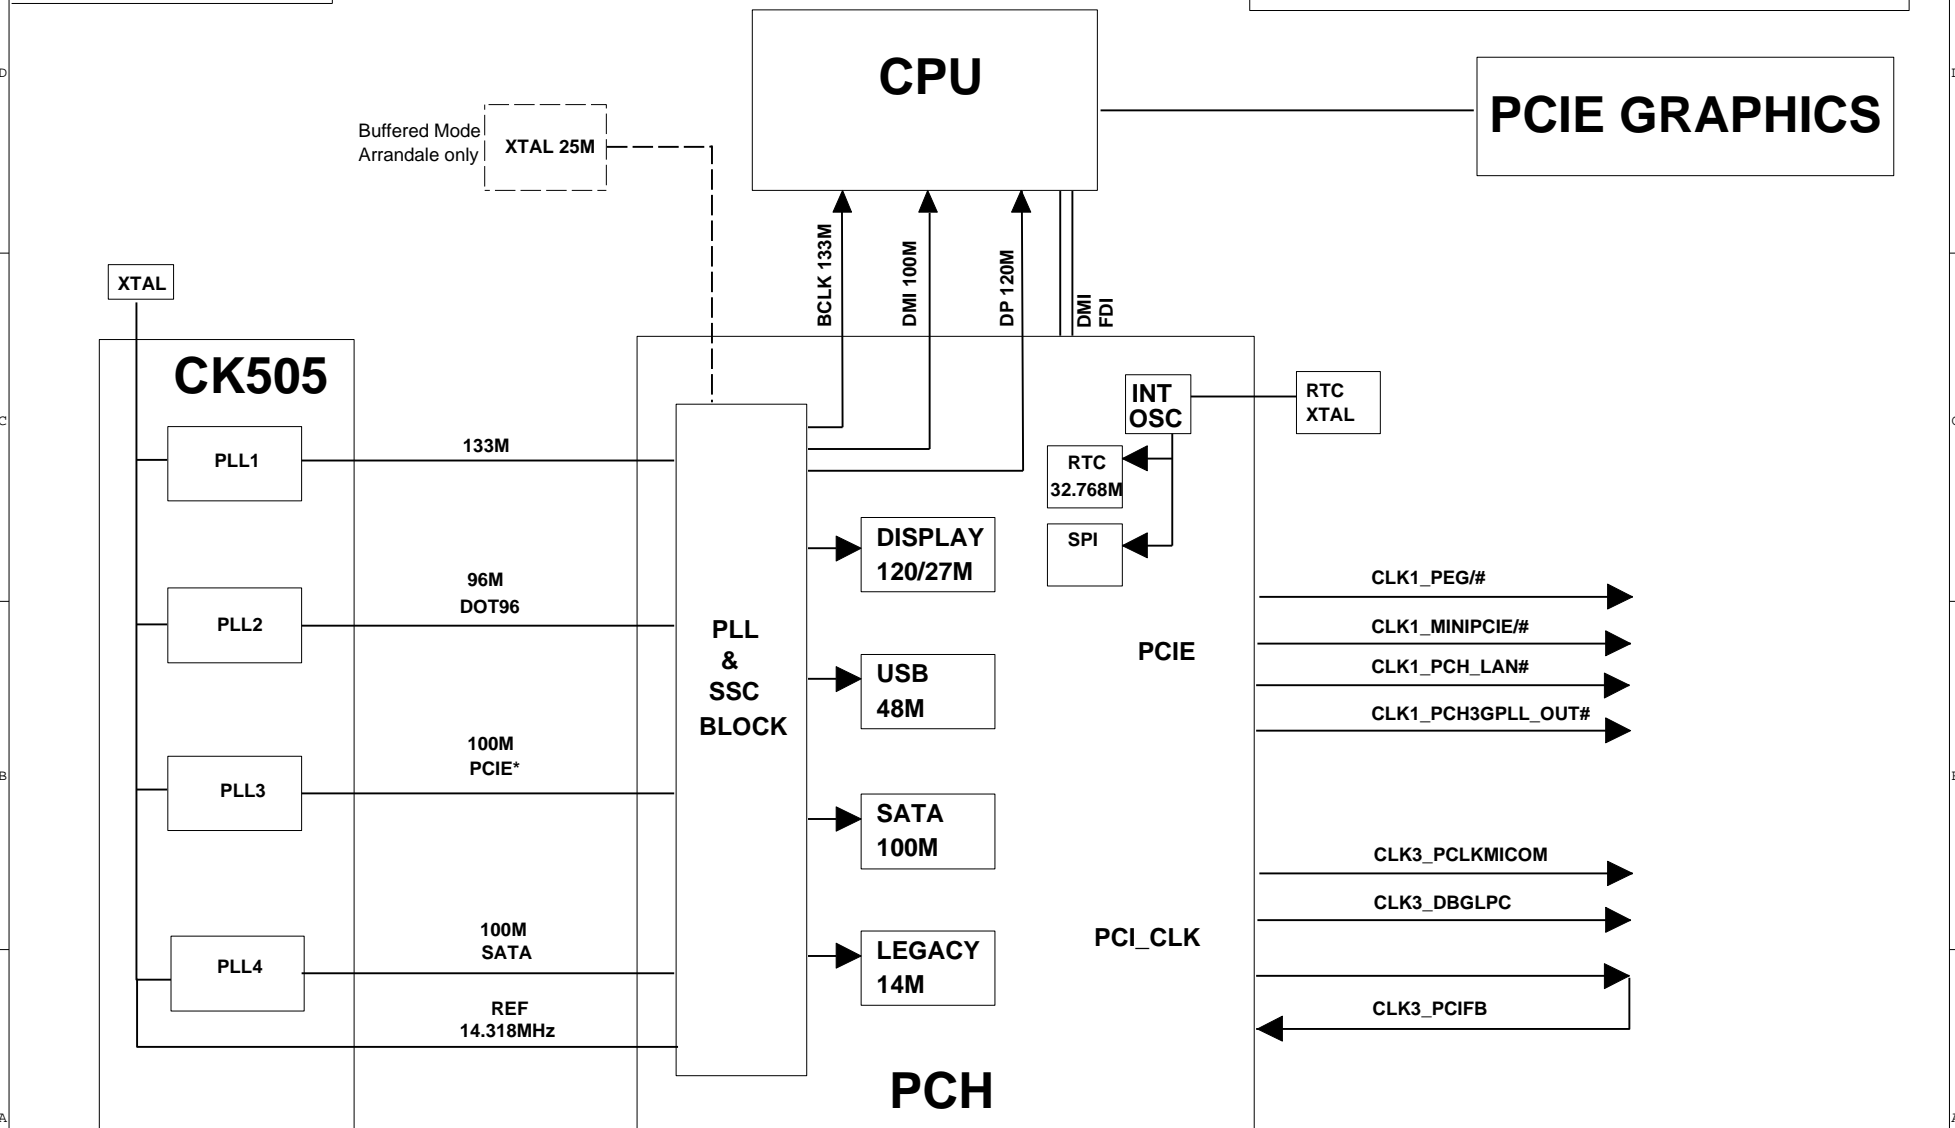 CPU
PCIE GRAPHICS
Buffered Mode
Arrandale only
XTAL 25M
BCLK 133M
DMI 100M
DP 120M
DMI
FDI
XTAL
CK505
INT
OSC
RTC
XTAL
PLL1
133M
RTC
32.768M
SPI
DISPLAY
120/27M
PLL2
96M
DOT96
PLL
&
SSC
BLOCK
USB
48M
PCIE
CLK1_PEG/#
CLK1_MINIPCIE/#
CLK1_PCH_LAN#
CLK1_PCH3GPLL_OUT#
PLL3
100M
PCIE*
SATA
100M
CLK3_PCLKMICOM
CLK3_DBGLPC
PCI_CLK
PLL4
100M
SATA
LEGACY
14M
REF
14.318MHz
CLK3_PCIFB
PCH
D
C
B
A